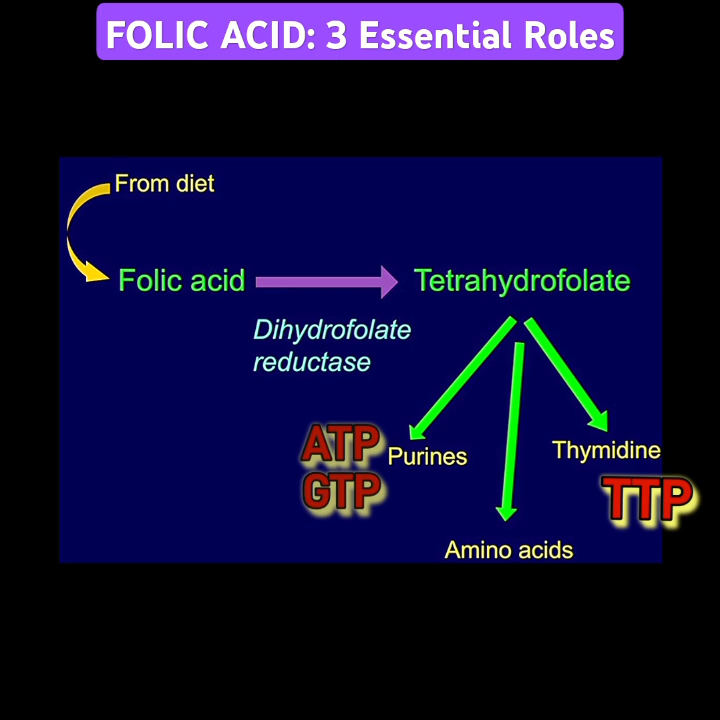 FOLIC ACID: 3 Essential Roles
From diet
Folic acid
Tetrahydrofolate
Dihydrofolate
reductase
ATP
GTP
Purines
Thymidine
TTP
Amino acids